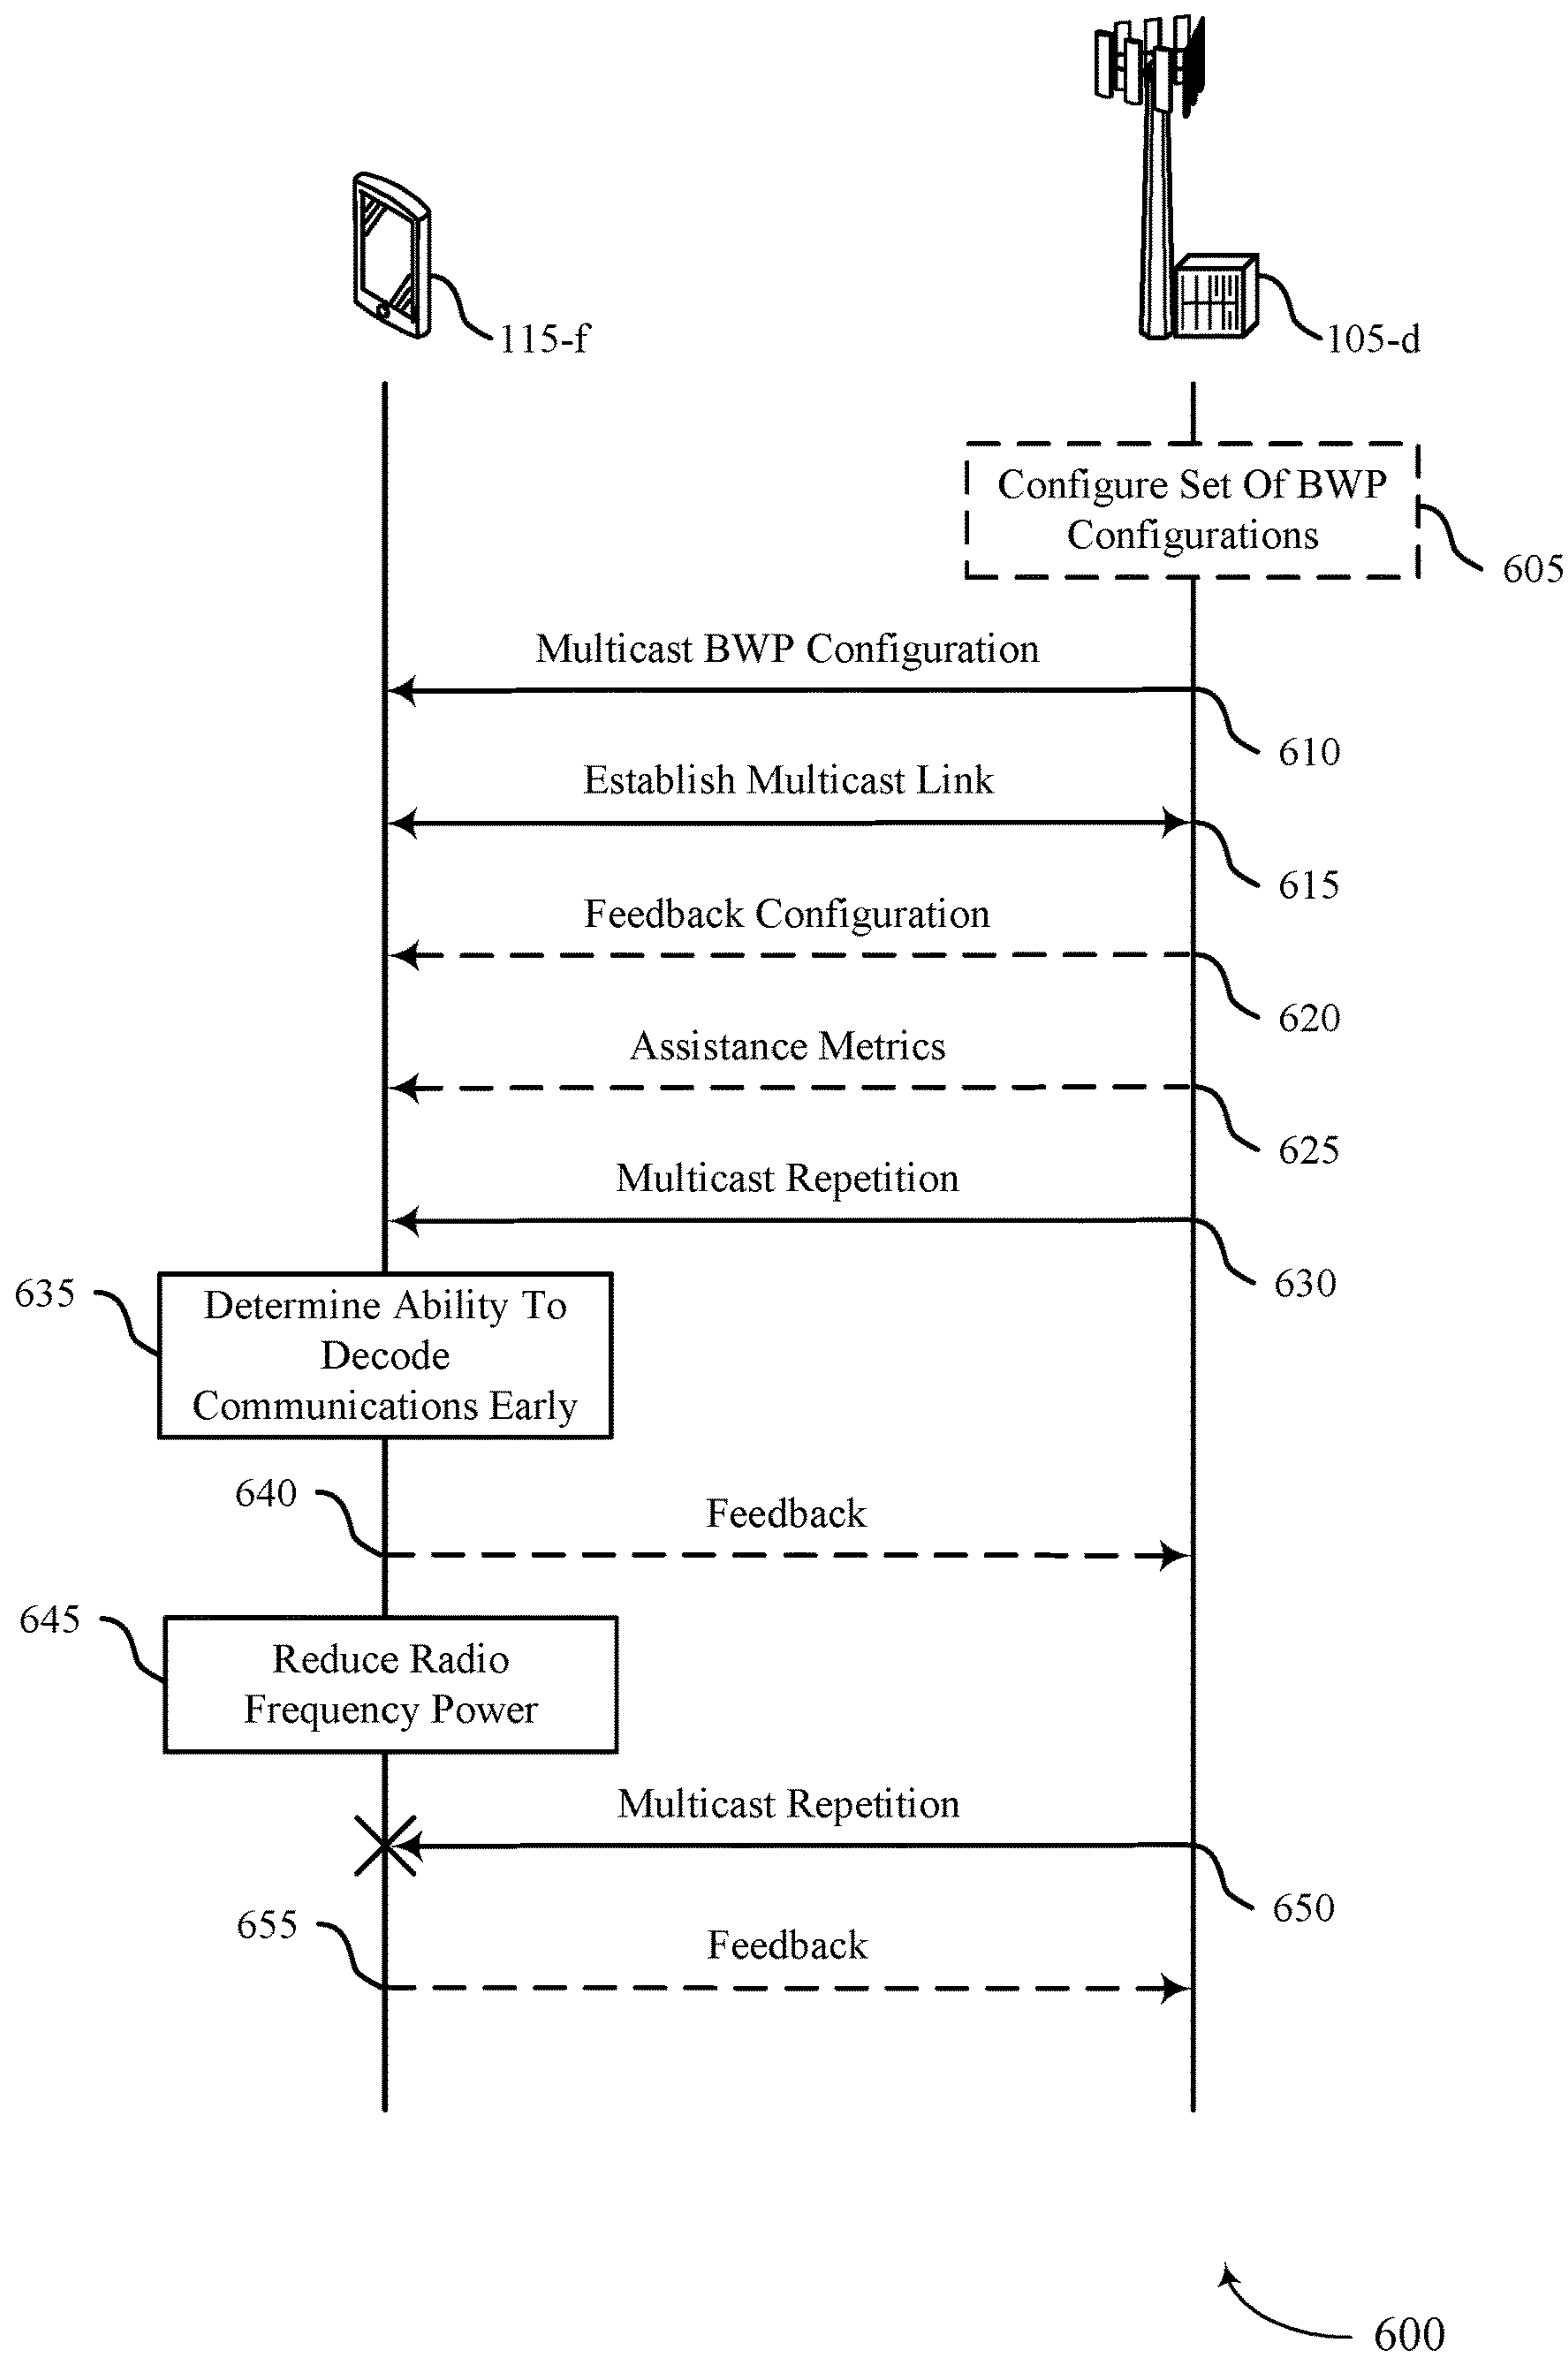 115-f
105-d
Configure Set Of BWP
Configurations
605
Multicast BWP Configuration
610
Establish Multicast Link
615
Feedback Configuration
620
Assistance Metrics
625
Multicast Repetition
630
635
Determine Ability To
Decode
Communications Early
640
Feedback
645
Reduce Radio
Frequency Power
Multicast Repetition
650
655
Feedback
600